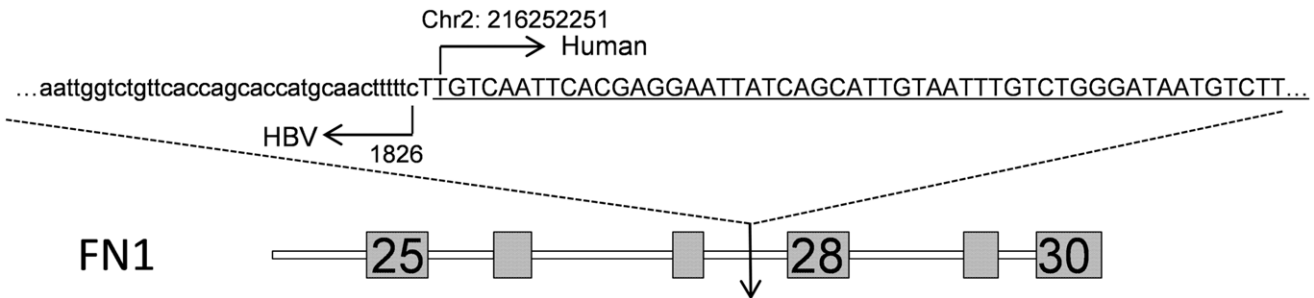 Chr2: 216252251
Human
…aattggtctgttcaccagcaccatgcaactttttcTTGTCAATTCACGAGGAATTATCAGCATTGTAATTTGTCTGGGATAATGTCTT…
HBV
1826
FN1
25
28
30